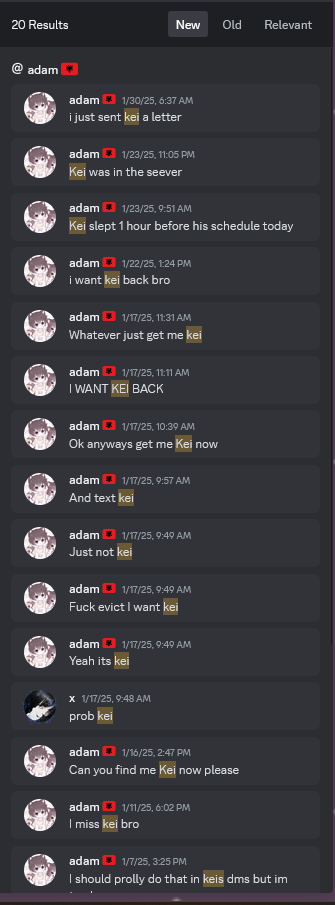 20 Results
New
Old
Relevant
@ adam
adam 1/30/25, 6:37 AM
i just sent kei a letter
adam 1/23/25, 11:05 PM
Kei was in the seever
adam 1/23/25, 9:51 AM
Kei slept 1 hour before his schedule today
adam 1/22/25, 1:24 PM
i want kei back bro
adam 1/17/25, 11:31 AM
Whatever just get me kei
adam 1/17/25, 11:11 AM
I WANT KEI BACK
adam 1/17/25, 10:39 AM
Ok anyways get me Kei now
adam 1/17/25, 9:57 AM
And text kei
adam 1/17/25, 9:49 AM
Just not kei
adam 1/17/25, 9:49 AM
Fuck evict I want kei
adam 1/17/25, 9:49 AM
Yeah its kei
x 1/17/25, 9:48 AM
prob kei
adam 1/16/25, 2:47 PM
Can you find me Kei now please
adam 1/11/25, 6:02 PM
I miss kei bro
adam 1/7/25, 3:25 PM
I should prolly do that in keis dms but im